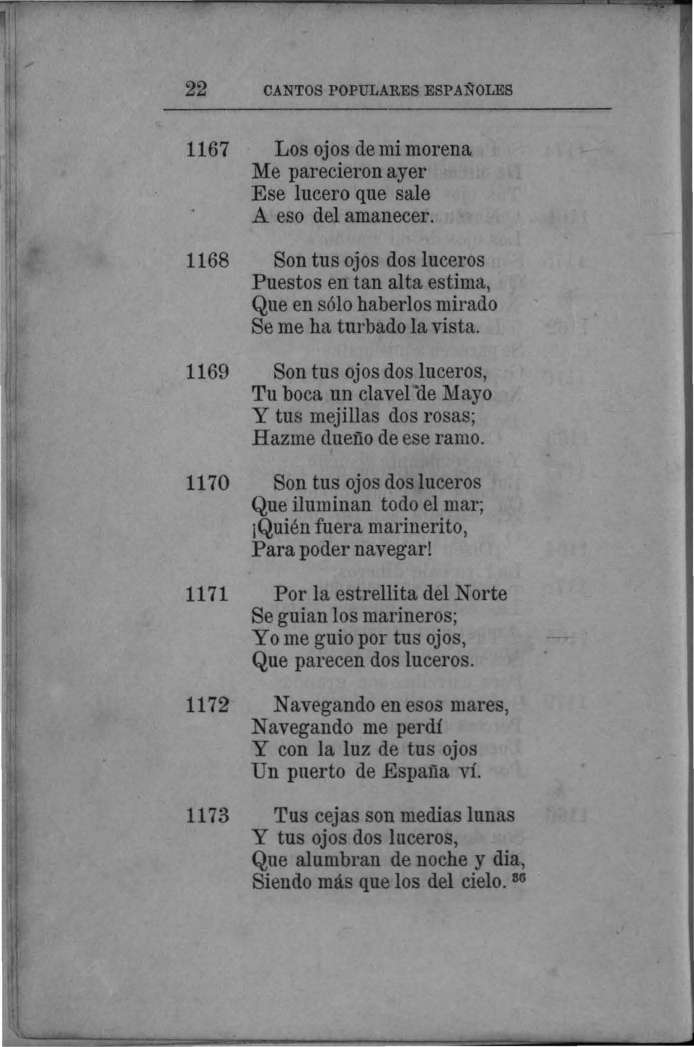 22 CANTOS POPULARES ESPAÑOLES
1167 Los ojos de mi morena
Me parecieron ayer
Ese lucero que sale
A eso del amanecer.
1168 Son tus ojos dos luceros
Puestos en tan alta estima,
Que en sólo haberlos mirado
Se me ha turbado la vista.
1169 Son tus ojos dos luceros,
Tu boca un clavel de Mayo
Y tus mejillas dos rosas;
Hazme dueño de ese ramo.
1170 Son tus ojos dos luceros
Que iluminan todo el mar;
¡Quién fuera marinerito,
Para poder navegar!
1171 Por la estrellita del Norte
Se guian los marineros;
Yo me guio por tus ojos,
Que parecen dos luceros.
1172 Navegando en esos mares,
Navegando me perdí
Y con la luz de tus ojos
Un puerto de España ví.
1173 Tus cejas son medias lunas
Y tus ojos dos luceros,
Que alumbran de noche y dia,
Siendo más que los del cielo. 36